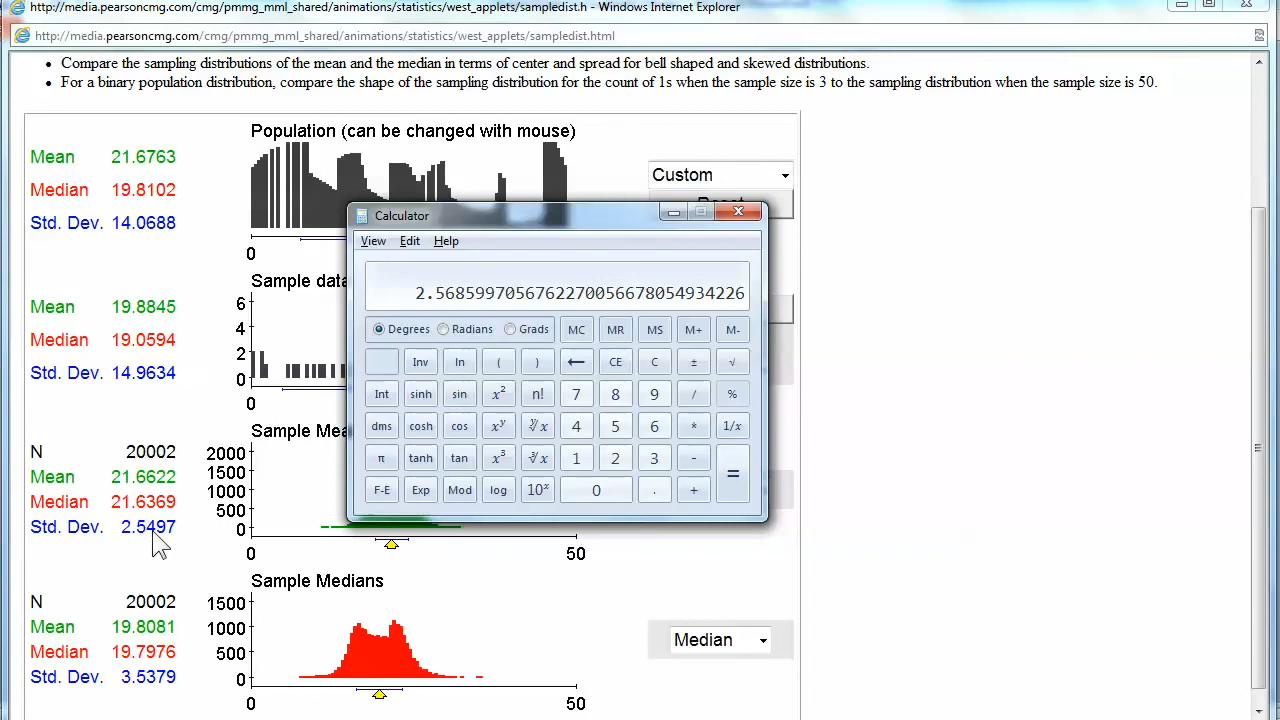 http://media.pearsoncmg.com/cmg/pmmg_mml_shared/animations/statistics/west_applets/sampledist.h - Windows Internet Explorer
http://media.pearsoncmg.com/cmg/pmmg_mml_shared/animations/statistics/west_applets/sampledist.html
• Compare the sampling distributions of the mean and the median in terms of center and spread for bell shaped and skewed distributions.
• For a binary population distribution, compare the shape of the sampling distribution for the count of 1s when the sample size is 3 to the sampling distribution when the sample size is 50.
Population (can be changed with mouse)
Mean 21.6763
Median 19.8102
Std. Dev. 14.0688
0
Custom
Sample data
Mean 19.8845
Median 19.0594
Std. Dev. 14.9634
6
4
2
0
0
Calculator
View Edit Help
2.5685997056762270056678054934226
Degrees Radians Grads MC MR MS M+ M-
Inv ln ( ) ← CE C ± √
Int sinh sin x² n! 7 8 9 / %
dms cosh cos xʸ ʸ√x 4 5 6 * 1/x
π tanh tan x³ ³√x 1 2 3 - =
F-E Exp Mod log 10ˣ 0 . +
N 20002
Mean 21.6622
Median 21.6369
Std. Dev. 2.5497
2000
1500
1000
500
0
0 50
Sample Medians
N 20002
Mean 19.8081
Median 19.7976
Std. Dev. 3.5379
1500
1000
500
0
0 50
Median